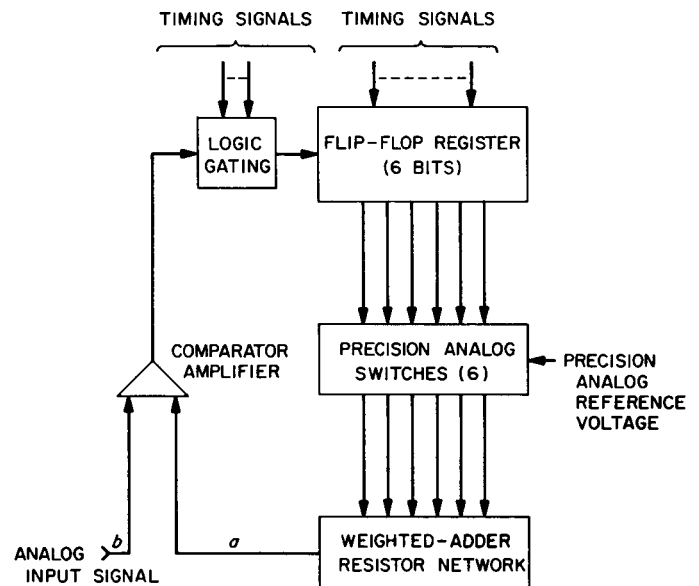 TIMING SIGNALS
TIMING SIGNALS
LOGIC
GATING
FLIP-FLOP REGISTER
(6 BITS)
COMPARATOR
AMPLIFIER
PRECISION ANALOG
SWITCHES (6)
PRECISION
ANALOG
REFERENCE
VOLTAGE
b
a
ANALOG
INPUT SIGNAL
WEIGHTED-ADDER
RESISTOR NETWORK